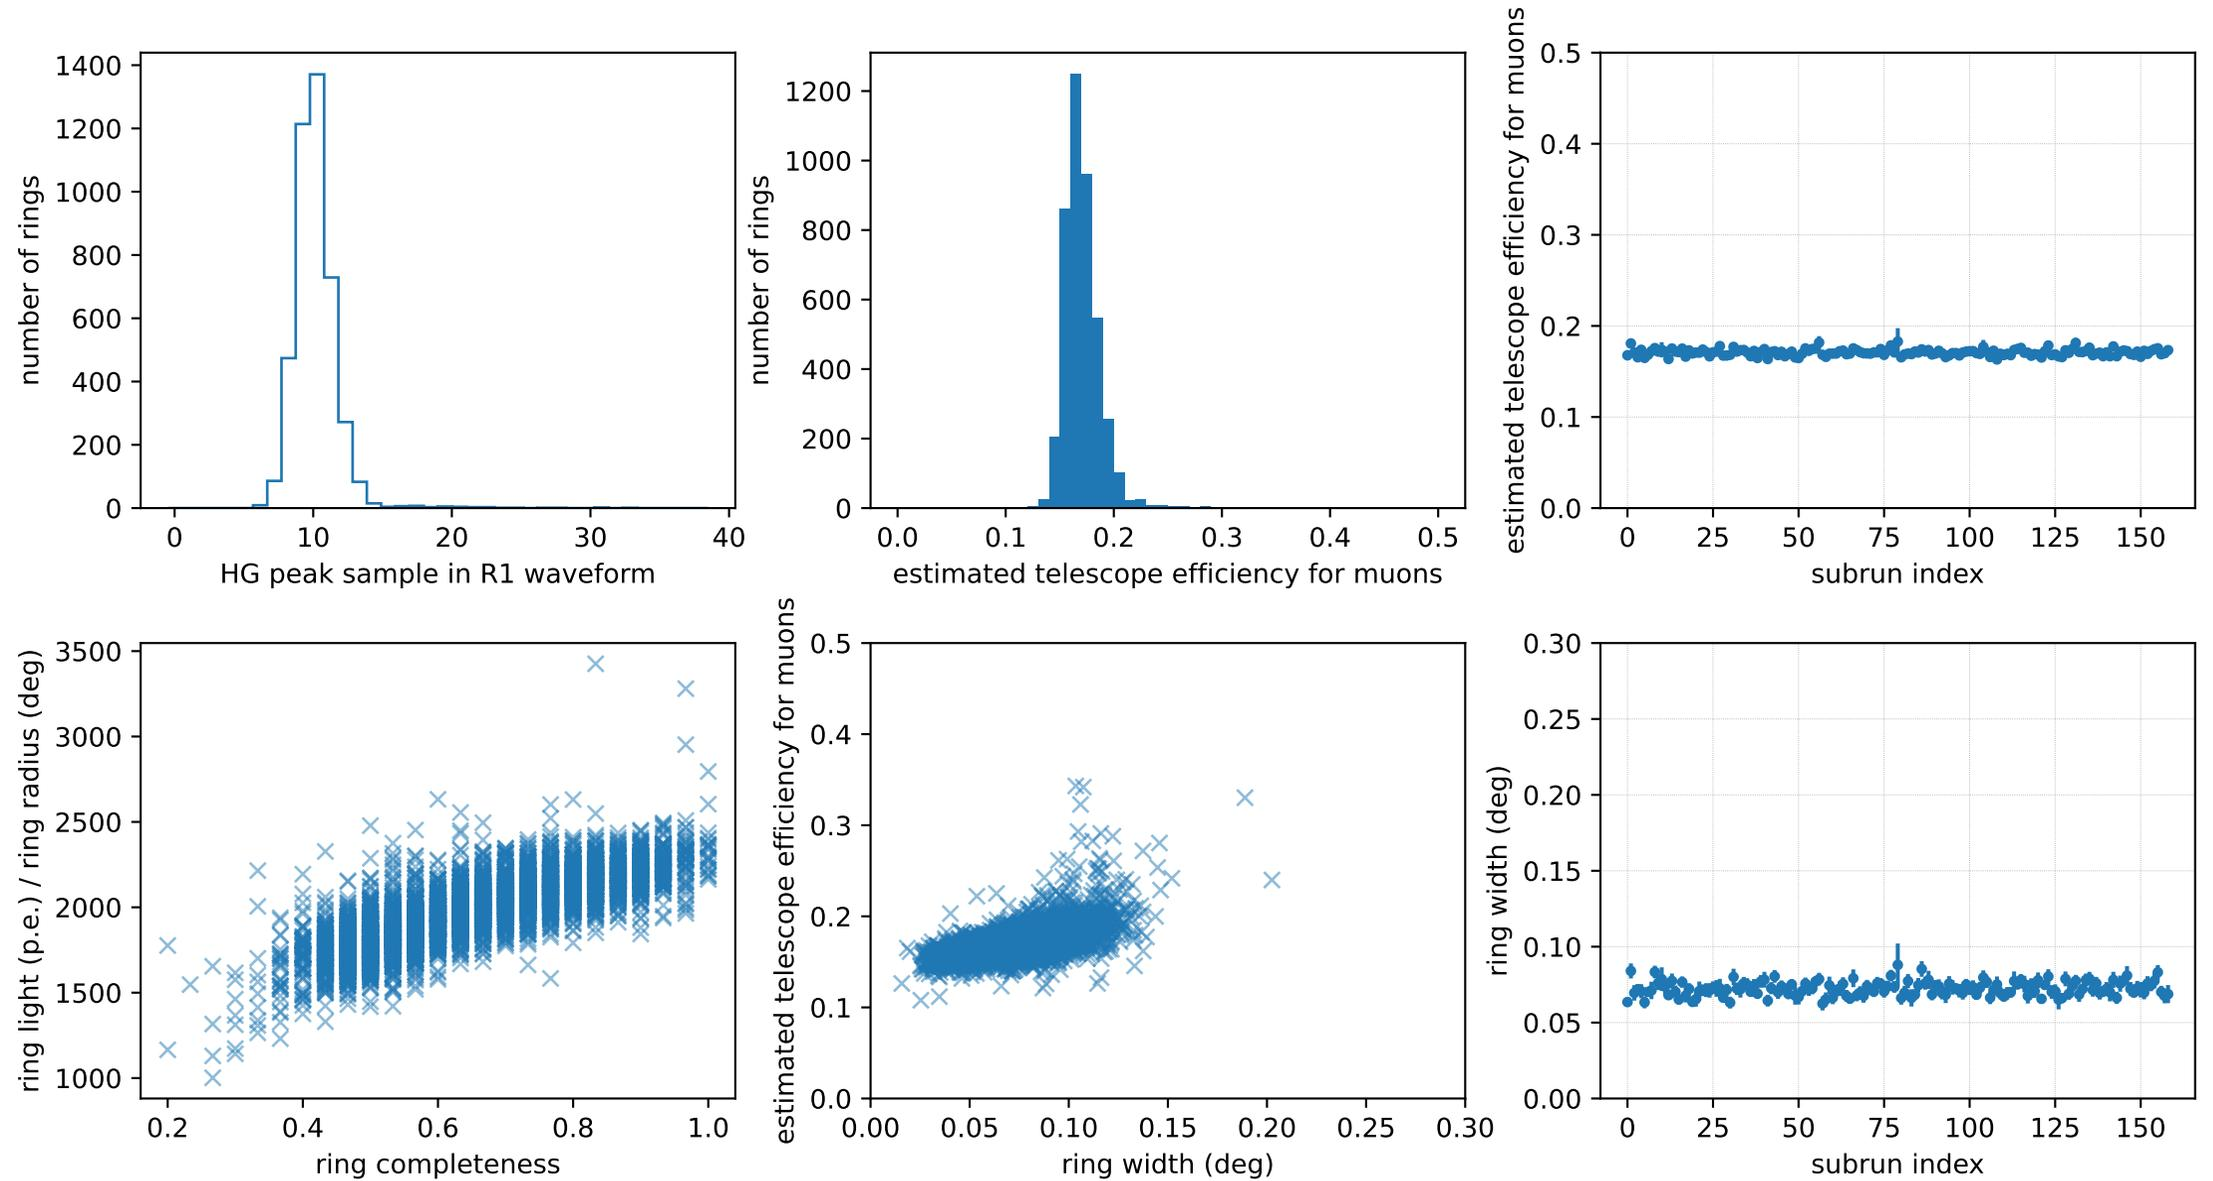 1400
1200
1000
800
600
400
200
0
number of rings
0 10 20 30 40
HG peak sample in R1 waveform
1200
1000
800
600
400
200
0
number of rings
0.0 0.1 0.2 0.3 0.4 0.5
estimated telescope efficiency for muons
0.5
0.4
0.3
0.2
0.1
0.0
estimated telescope efficiency for muons
0 25 50 75 100 125 150
subrun index
3500
3000
2500
2000
1500
1000
ring light (p.e.) / ring radius (deg)
0.2 0.4 0.6 0.8 1.0
ring completeness
0.5
0.4
0.3
0.2
0.1
0.0
estimated telescope efficiency for muons
0.00 0.05 0.10 0.15 0.20 0.25 0.30
ring width (deg)
0.30
0.25
0.20
0.15
0.10
0.05
0.00
ring width (deg)
0 25 50 75 100 125 150
subrun index